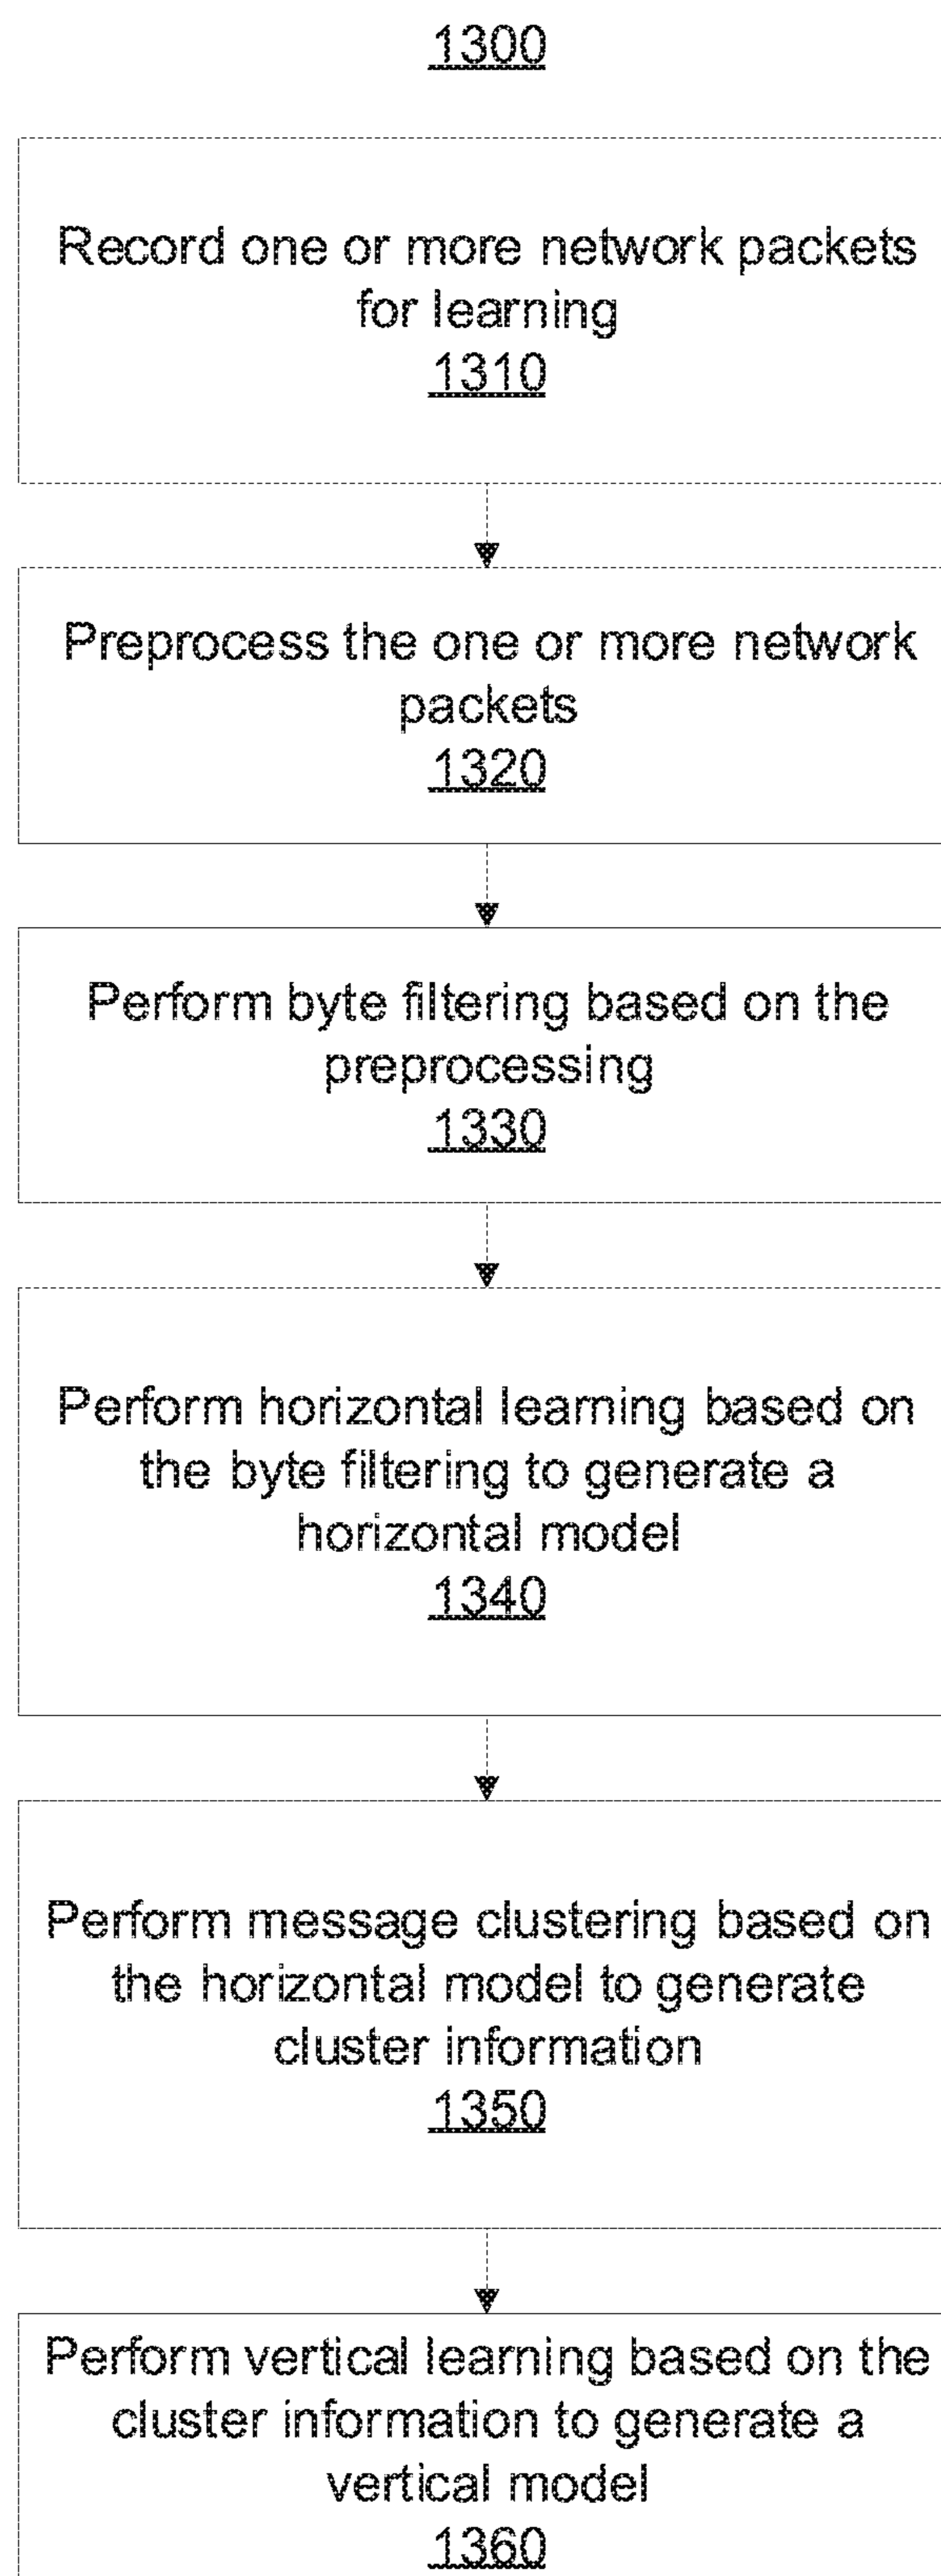 1300
Record one or more network packets
for learning
1310
Preprocess the one or more network
packets
1320
Perform byte filtering based on the
preprocessing
1330
Perform horizontal learning based on
the byte filtering to generate a
horizontal model
1340
Perform message clustering based on
the horizontal model to generate
cluster information
1350
Perform vertical learning based on the
cluster information to generate a
vertical model
1360